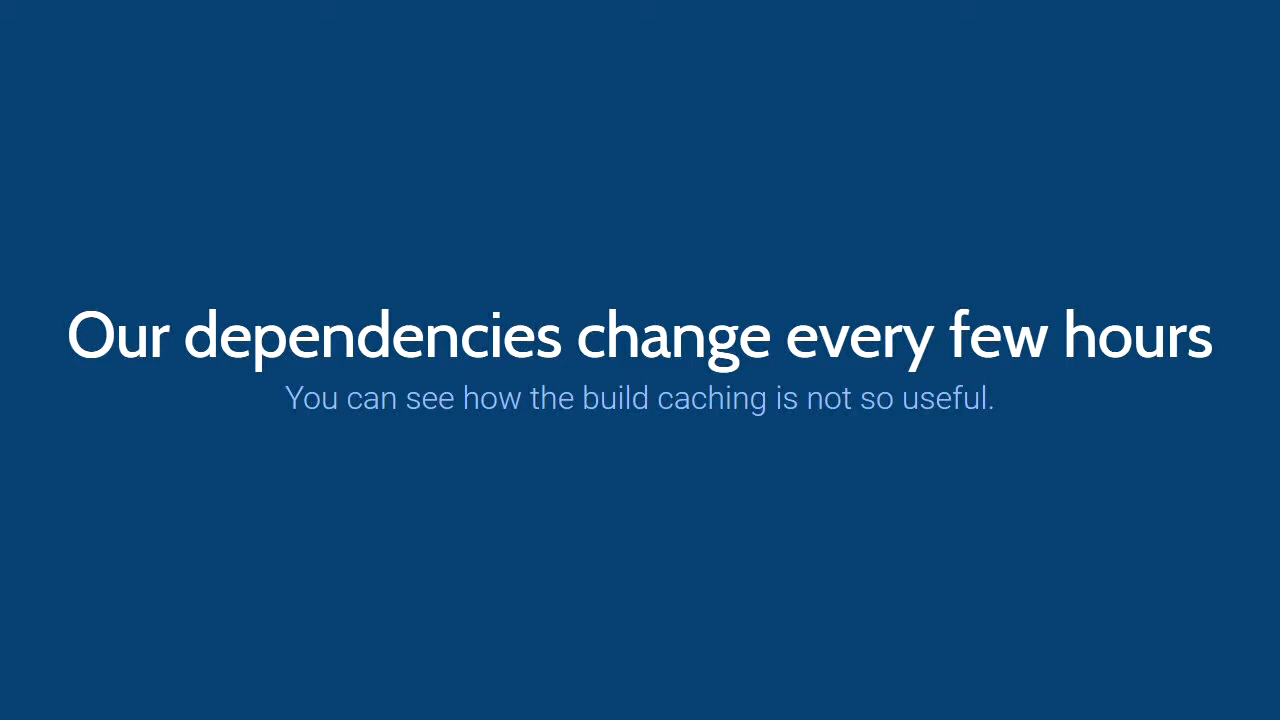 Our dependencies change every few hours
You can see how the build caching is not so useful.